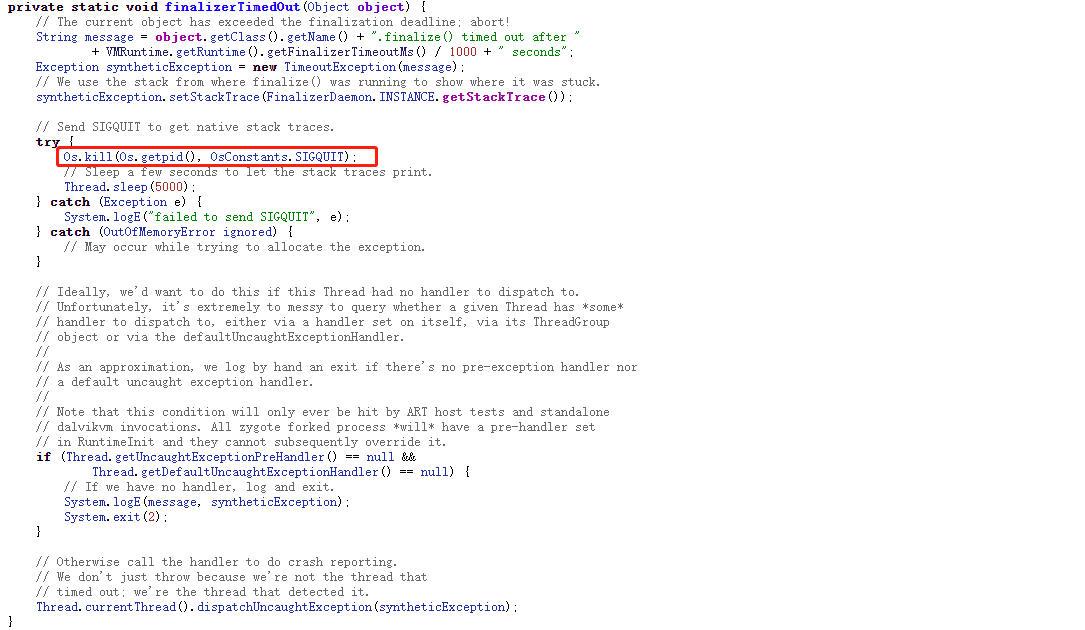 private static void finalizerTimedOut(Object object) {
    // The current object has exceeded the finalization deadline; abort!
    String message = object.getClass().getName() + ".finalize() timed out after "
            + VMRuntime.getRuntime().getFinalizerTimeoutMs() / 1000 + " seconds";
    Exception syntheticException = new TimeoutException(message);
    // We use the stack from where finalize() was running to show where it was stuck.
    syntheticException.setStackTrace(FinalizerDaemon.INSTANCE.getStackTrace());

    // Send SIGQUIT to get native stack traces.
    try {
        Os.kill(Os.getpid(), OsConstants.SIGQUIT);
        // Sleep a few seconds to let the stack traces print.
        Thread.sleep(5000);
    } catch (Exception e) {
        System.logE("failed to send SIGQUIT", e);
    } catch (OutOfMemoryError ignored) {
        // May occur while trying to allocate the exception.
    }

    // Ideally, we'd want to do this if this Thread had no handler to dispatch to.
    // Unfortunately, it's extremely to messy to query whether a given Thread has *some*
    // handler to dispatch to, either via a handler set on itself, via its ThreadGroup
    // object or via the defaultUncaughtExceptionHandler.
    //
    // As an approximation, we log by hand an exit if there's no pre-exception handler nor
    // a default uncaught exception handler.
    //
    // Note that this condition will only ever be hit by ART host tests and standalone
    // dalvikvm invocations. All zygote forked process *will* have a pre-handler set
    // in RuntimeInit and they cannot subsequently override it.
    if (Thread.getUncaughtExceptionPreHandler() == null &&
            Thread.getDefaultUncaughtExceptionHandler() == null) {
        // If we have no handler, log and exit.
        System.logE(message, syntheticException);
        System.exit(2);
    }

    // Otherwise call the handler to do crash reporting.
    // We don't just throw because we're not the thread that
    // timed out; we're the thread that detected it.
    Thread.currentThread().dispatchUncaughtException(syntheticException);
}